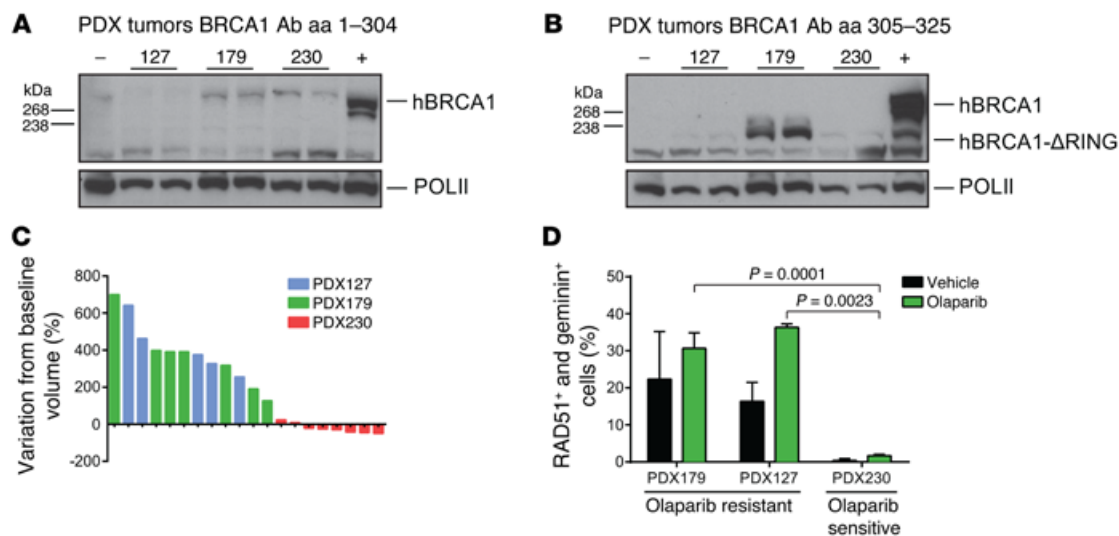 A PDX tumors BRCA1 Ab aa 1–304
– 127 179 230 +
kDa
268
238
hBRCA1
POLII
B PDX tumors BRCA1 Ab aa 305–325
– 127 179 230 +
kDa
268
238
hBRCA1
hBRCA1-ΔRING
POLII
C
Variation from baseline
volume (%)
800
600
400
200
0
-200
PDX127
PDX179
PDX230
D
RAD51⁺ and geminin⁺
cells (%)
50
40
30
20
10
0
P = 0.0001
P = 0.0023
Vehicle
Olaparib
PDX179 PDX127 PDX230
Olaparib resistant Olaparib
sensitive